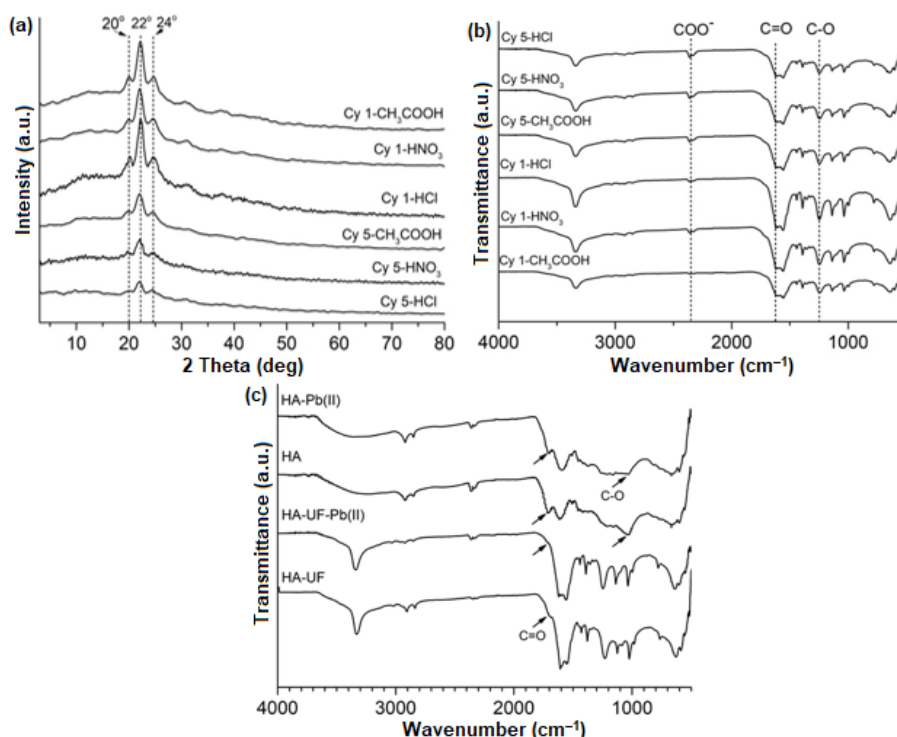 (a)
20° 22° 24°
Cy 1-CH₃COOH
Cy 1-HNO₃
Cy 1-HCl
Cy 5-CH₃COOH
Cy 5-HNO₃
Cy 5-HCl
Intensity (a.u.)
10 20 30 40 50 60 70 80
2 Theta (deg)
(b)
COO⁻ C=O C-O
Cy 5-HCl
Cy 5-HNO₃
Cy 5-CH₃COOH
Cy 1-HCl
Cy 1-HNO₃
Cy 1-CH₃COOH
Transmittance (a.u.)
4000 3000 2000 1000
Wavenumber (cm⁻¹)
(c)
HA-Pb(II)
HA
C-O
HA-UF-Pb(II)
HA-UF
C=O
Transmittance (a.u.)
4000 3000 2000 1000
Wavenumber (cm⁻¹)